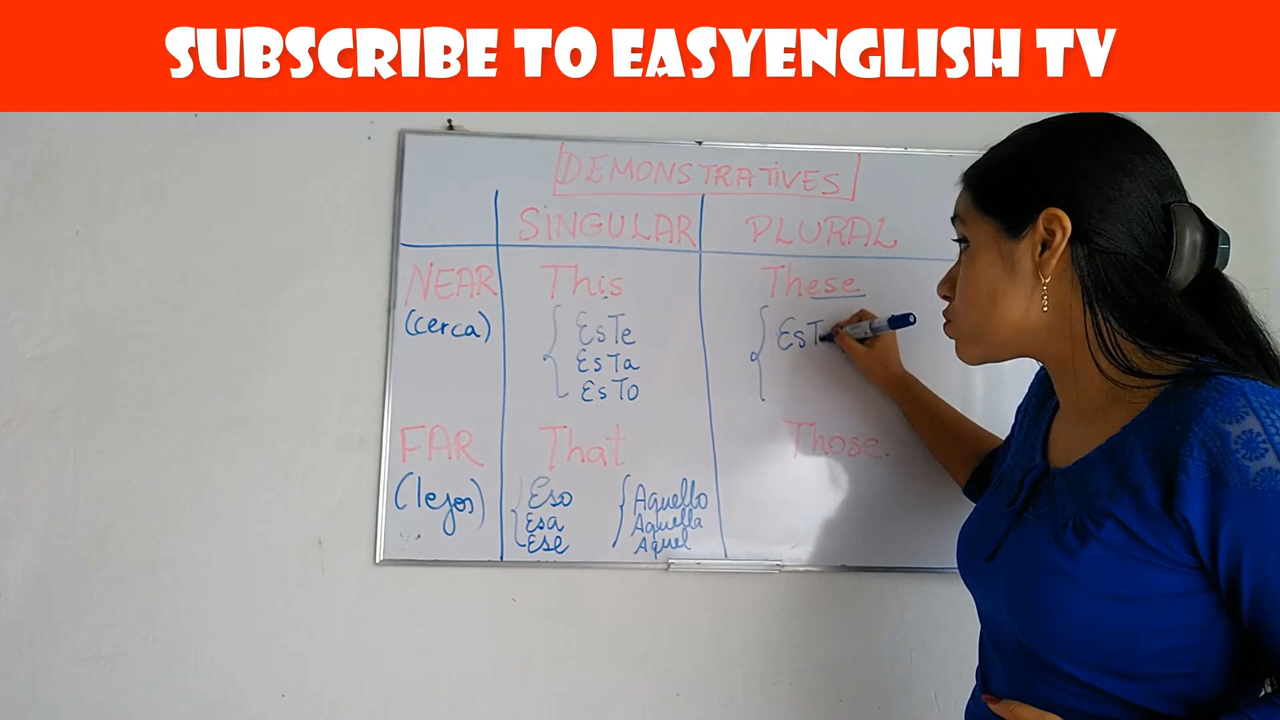 SUBSCRIBE TO EASYENGLISH TV
DEMONSTRATIVES
SINGULAR PLURAL
NEAR This These
(cerca) { EsTe { EsT
EsTa
EsTo
FAR That Those.
(lejos) { Eso { Aquello
Esa Aquella
Ese Aquel